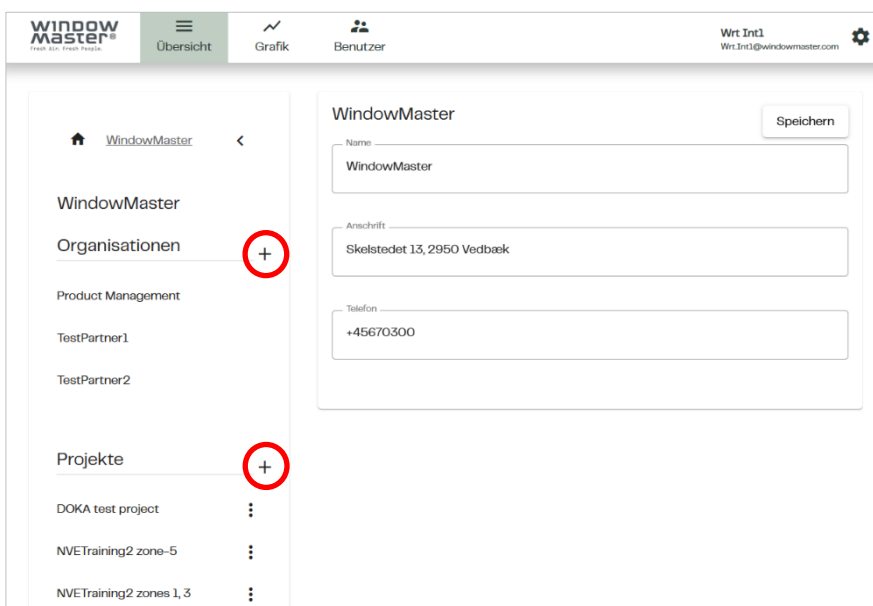 WINDOW
Master®
Fresh Air. Fresh People.
Übersicht
Grafik
Benutzer
Wrt Int1
Wrt.Int1@windowmaster.com
WindowMaster
WindowMaster
Organisationen
Product Management
TestPartner1
TestPartner2
Projekte
DOKA test project
NVETraining2 zone-5
NVETraining2 zones 1, 3
WindowMaster
Speichern
Name
WindowMaster
Anschrift
Skelstedet 13, 2950 Vedbæk
Telefon
+45670300